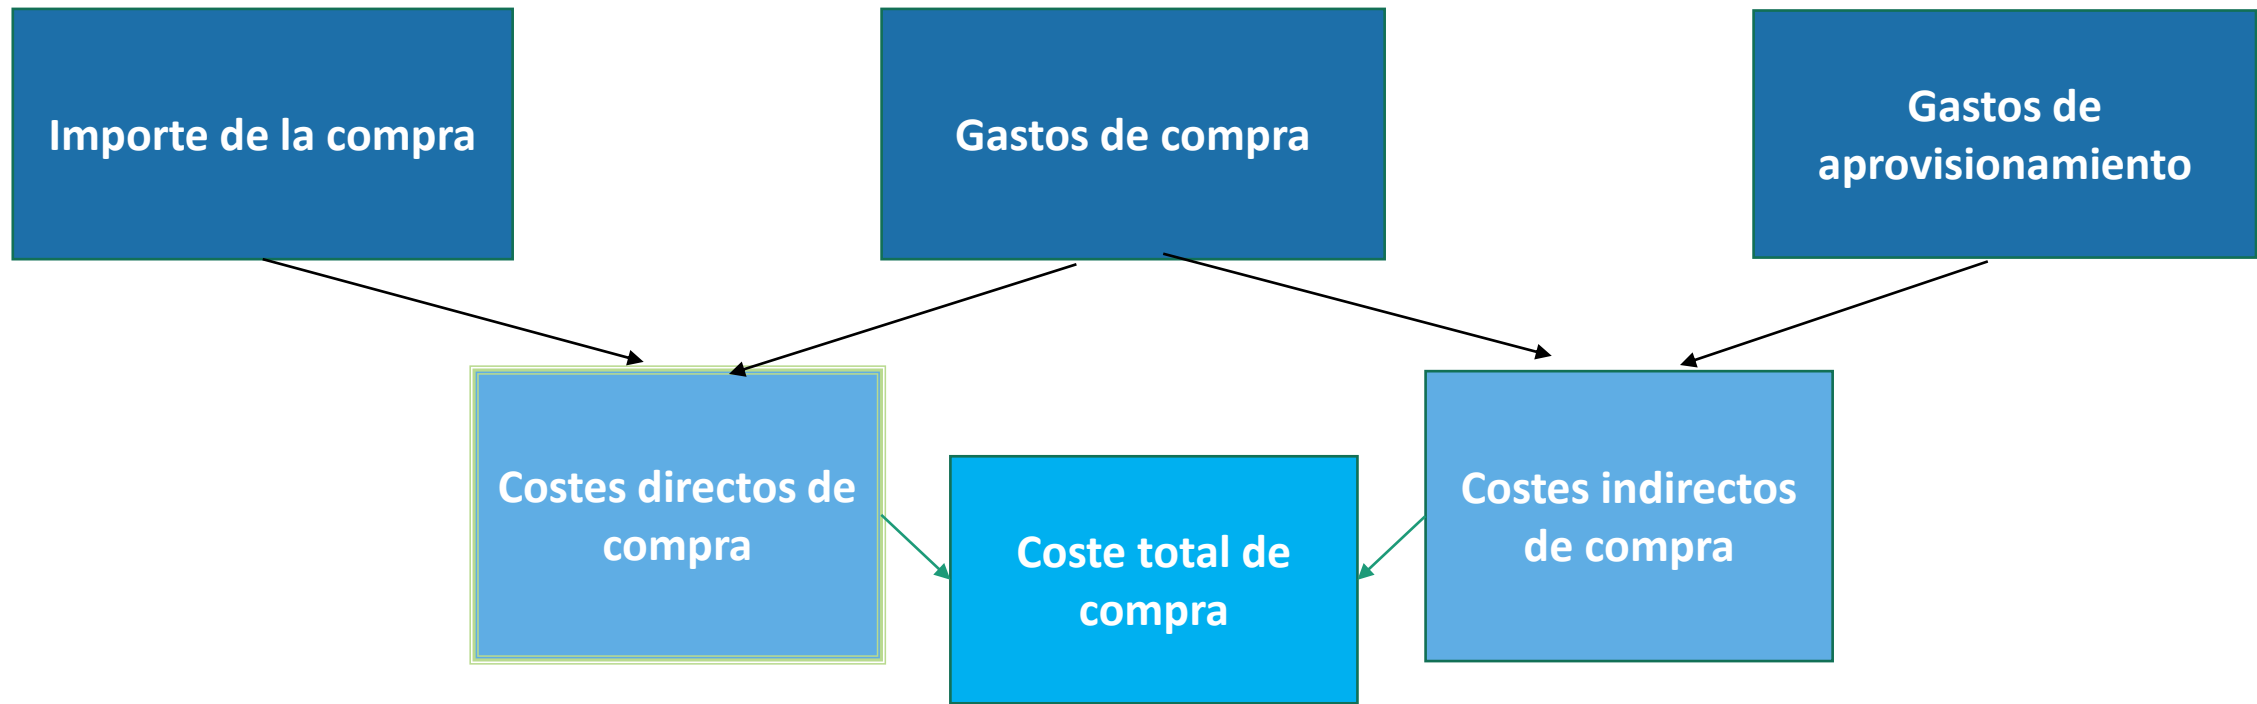 Importe de la compra
Gastos de compra
Gastos de
aprovisionamiento
Costes directos de
compra
Coste total de
compra
Costes indirectos
de compra